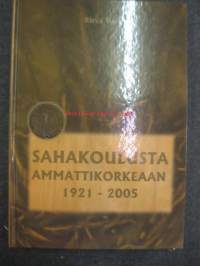 SAHAKOULUSTA
AMMATTIKORKEAAN
1921 - 2005